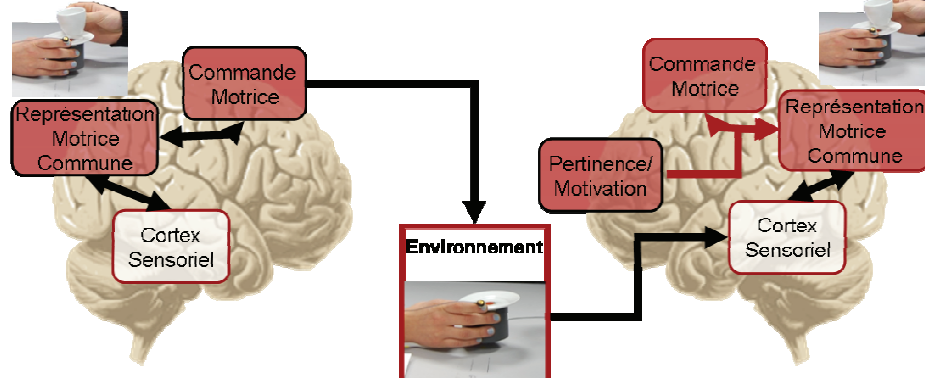 Commande
Motrice
Représentation
Motrice
Commune
Cortex
Sensoriel
Environnement
Commande
Motrice
Représentation
Motrice
Commune
Pertinence/
Motivation
Cortex
Sensoriel